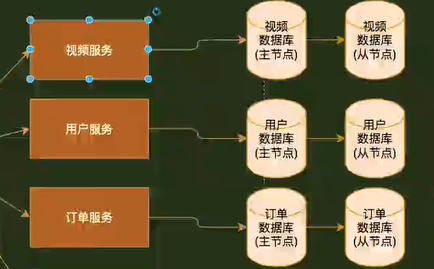 视频服务
视频
数据库
(主节点)
视频
数据库
(从节点)
用户服务
用户
数据库
(主节点)
用户
数据库
(从节点)
订单服务
订单
数据库
(主节点)
订单
数据库
(从节点)